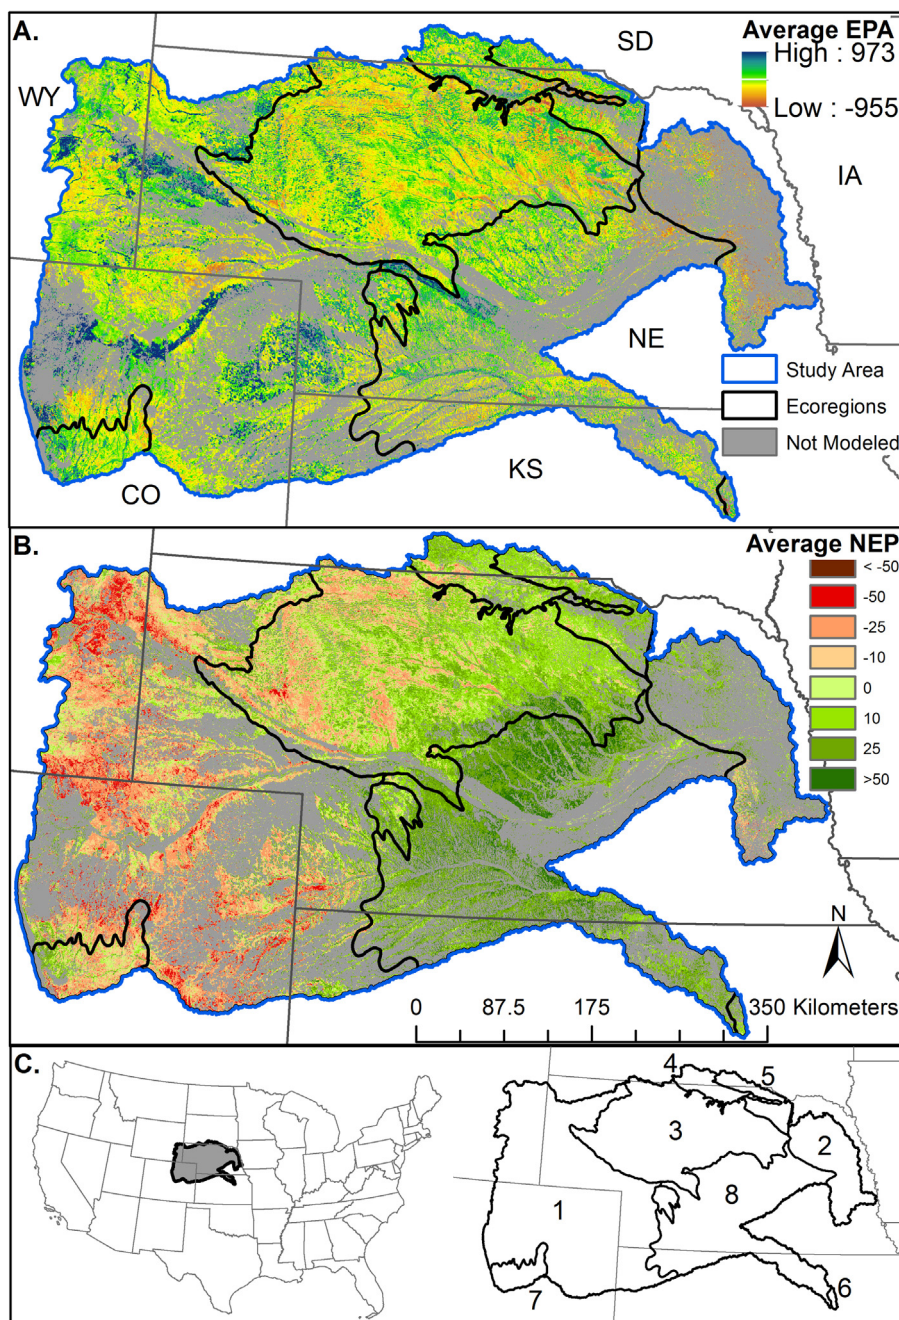 A.
Average EPA
High : 973
Low : -955
SD
WY
IA
NE
Study Area
Ecoregions
Not Modeled
KS
CO
B.
Average NEP
< -50
-50
-25
-10
0
10
25
>50
N
0 87.5 175 350 Kilometers
C.
4
5
3
2
1
8
6
7